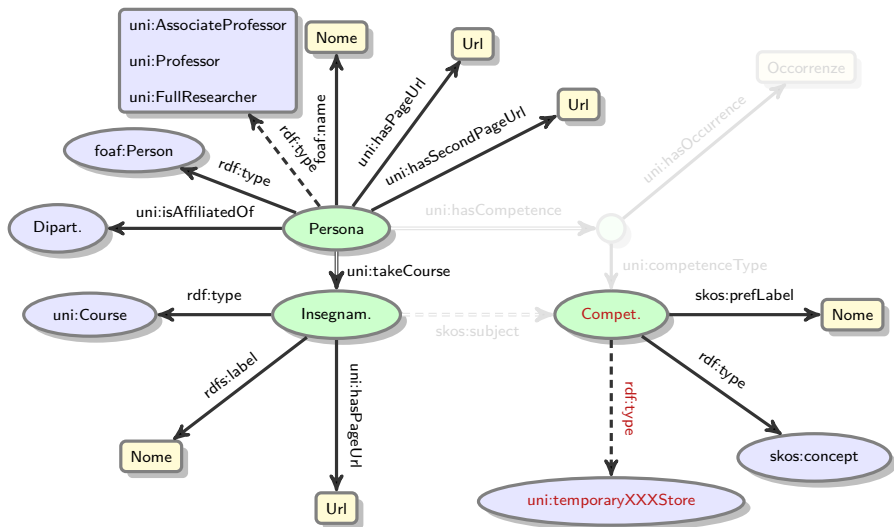 uni:AssociateProfessor
uni:Professor
uni:FullResearcher
Nome
Url
Occorrenze
Url
foaf:name
rdf:type
uni:hasPageUrl
uni:hasSecondPageUrl
uni:hasOccurrence
foaf:Person
rdf:type
uni:isAffiliatedOf
uni:hasCompetence
Dipart.
Persona
uni:takeCourse
uni:competenceType
rdf:type
skos:prefLabel
uni:Course
Insegnam.
skos:subject
Compet.
Nome
rdfs:label
uni:hasPageUrl
rdf:type
rdf:type
Nome
skos:concept
Url
uni:temporaryXXXStore